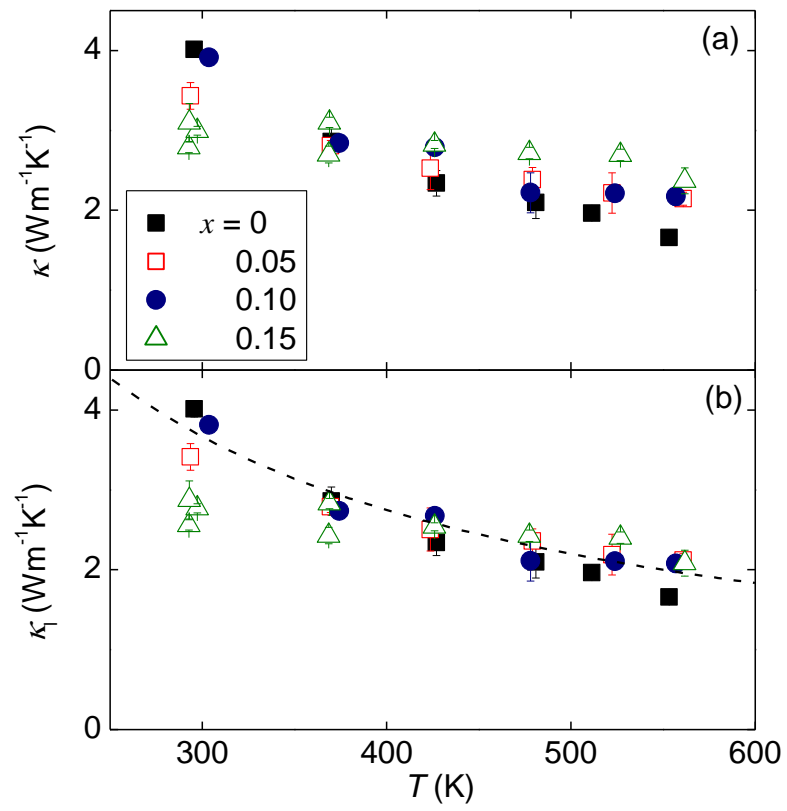 (a)
4
2
0
κ (Wm⁻¹K⁻¹)
x = 0
0.05
0.10
0.15
(b)
4
2
0
κₗ (Wm⁻¹K⁻¹)
300 400 500 600
T (K)